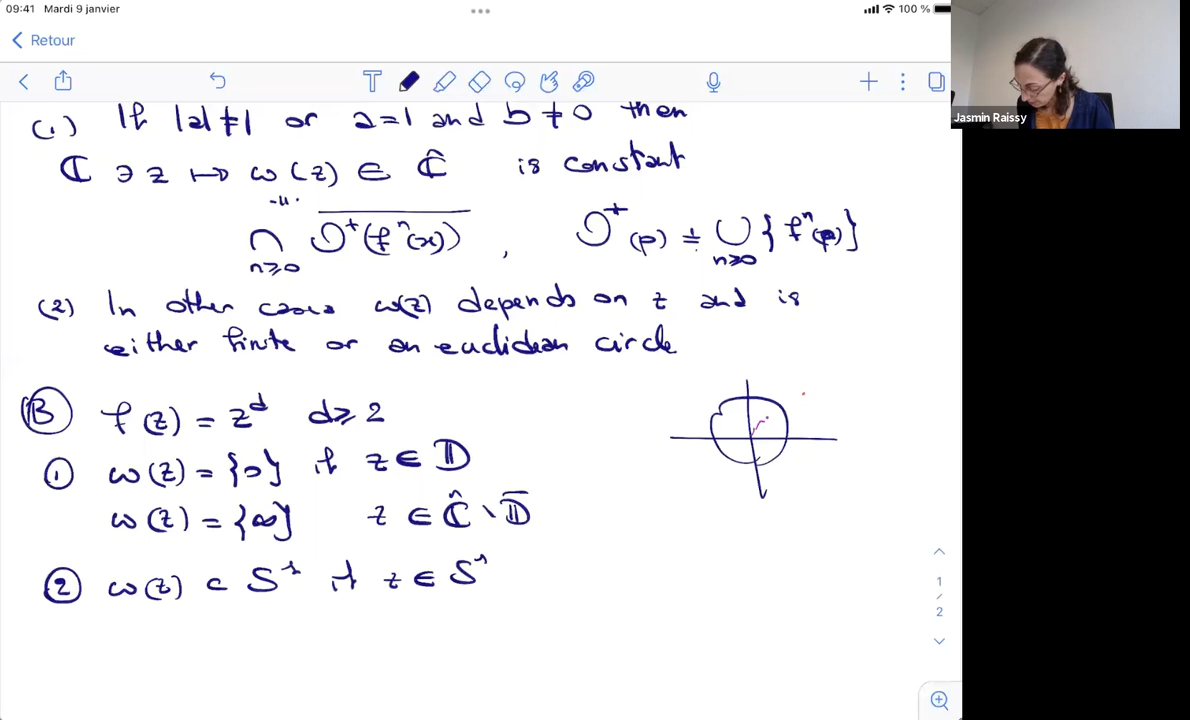 09:41 Mardi 9 janvier
100 %
Retour
Jasmin Raissy
(1) If |a| ≠ 1 or a = 1 and b ≠ 0 then
ℂ ∋ z ↦ ω(z) ∈ Ĉ is constant
∩ n≥0 O⁺(fⁿ(x)) , O⁺(p) = ∪ n≥0 {fⁿ(p)}
(2) In other cases ω(z) depends on z and is
either finite or an euclidean circle
B f(z) = z^d d ≥ 2
① ω(z) = {0} if z ∈ 𝔻
ω(z) = {∞} z ∈ Ĉ \ 𝔻̄
② ω(z) ⊂ S¹ if z ∈ S¹
1
/
2